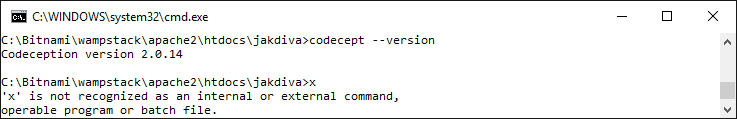 C:\WINDOWS\system32\cmd.exe
C:\Bitnami\wampstack\apache2\htdocs\jakdiva>codecept --version
Codeception version 2.0.14
C:\Bitnami\wampstack\apache2\htdocs\jakdiva>x
'x' is not recognized as an internal or external command,
operable program or batch file.